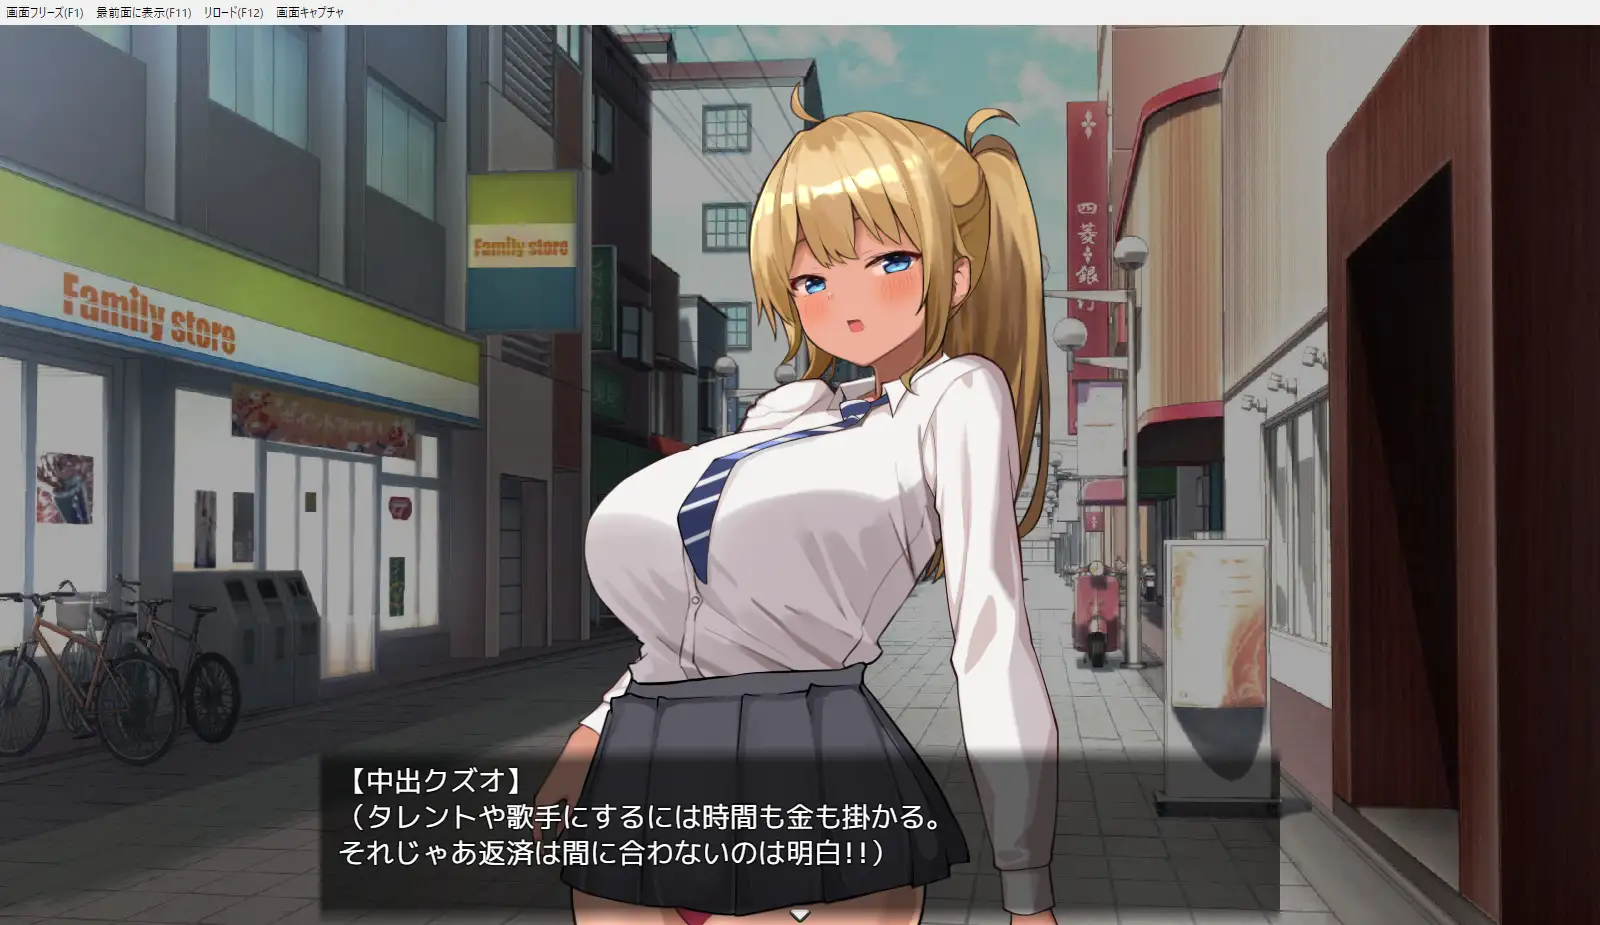 画面フリーズ(F1) 最前面に表示(F11) リロード(F12) 画面キャプチャ
Family store
Family store
四菱銀行
【中出クズオ】
（タレントや歌手にするには時間も金も掛かる。
それじゃあ返済は間に合わないのは明白!!）